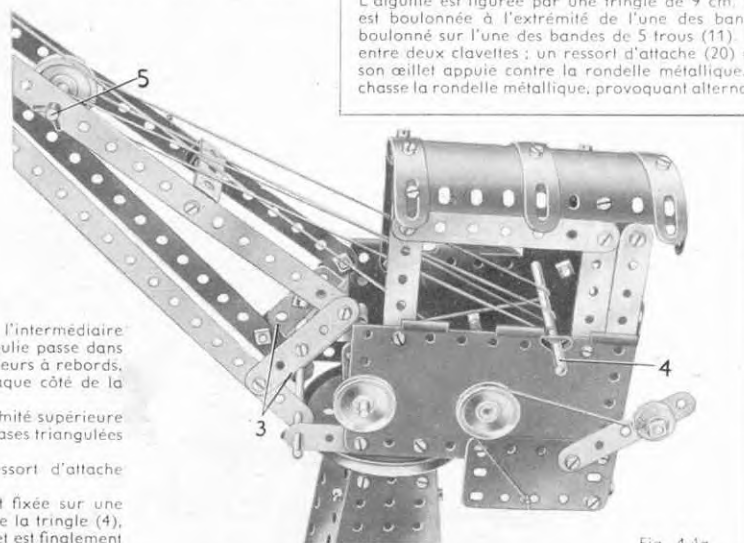 L'aiguille est figurée par une tringle de 9 cm.
est boulonnée à l'extrémité de l'une des ban
boulonné sur l'une des bandes de 5 trous (11).
entre deux clavettes ; un ressort d'attache (20)
son œillet appuie contre la rondelle métallique.
chasse la rondelle métallique, provoquant alterno
5
4
3
l'intermédiaire
ulie passe dans
eurs à rebords.
aque côté de la
mité supérieure
ases triangulées
ssort d'attache
t fixée sur une
e la tringle (4),
et est finalement
Fig.